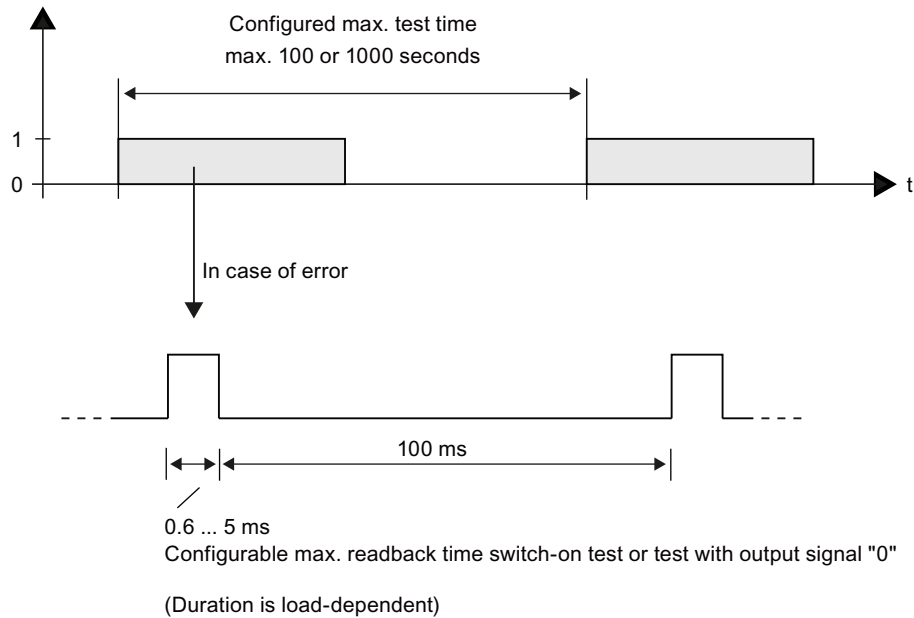 Configured max. test time
max. 100 or 1000 seconds
1
0
t
In case of error
100 ms
0.6 ... 5 ms
Configurable max. readback time switch-on test or test with output signal "0"
(Duration is load-dependent)